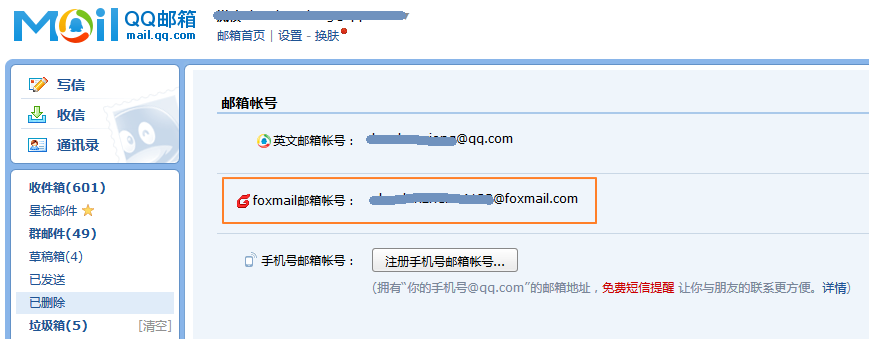 Mail QQ邮箱
mail.qq.com
邮箱首页 | 设置 - 换肤
写信
收信
通讯录
收件箱(601)
星标邮件
群邮件(49)
草稿箱(4)
已发送
已删除
垃圾箱(5) [清空]
邮箱帐号
英文邮箱帐号： @qq.com
foxmail邮箱帐号： @foxmail.com
手机号邮箱帐号： 注册手机号邮箱帐号...
(拥有“你的手机号@qq.com”的邮箱地址，免费短信提醒 让你与朋友的联系更方便。详情)